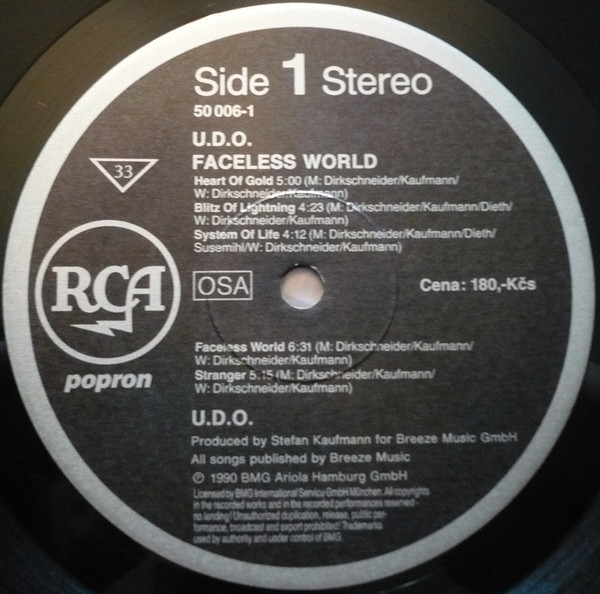 Side 1 Stereo
50 006-1
U.D.O.
33
FACELESS WORLD
Heart Of Gold 5:00 (M: Dirkschneider/Kaufmann/
W: Dirkschneider/Kaufmann)
Blitz Of Lightning 4:23 (M: Dirkschneider/Kaufmann/Dieth/
W: Dirkschneider/Kaufmann)
System Of Life 4:12 (M: Dirkschneider/Kaufmann/Dieth/
Susemihl/W: Dirkschneider/Kaufmann)
RCA
OSA
Cena: 180,-Kčs
popron
Faceless World 6:31 (M: Dirkschneider/Kaufmann/
W: Dirkschneider/Kaufmann)
Stranger 5:15 (M: Dirkschneider/Kaufmann/
W: Dirkschneider/Kaufmann)
U.D.O.
Produced by Stefan Kaufmann for Breeze Music GmbH
All songs published by Breeze Music
℗ 1990 BMG Ariola Hamburg GmbH
Licensed by BMG International Service GmbH München. All copyrights
in the recorded works and in the recorded performances reserved -
no lending! Unauthorized duplication, release, public per-
formance, broadcast and export prohibited! Trademarks
used by authority and under control of BMG.